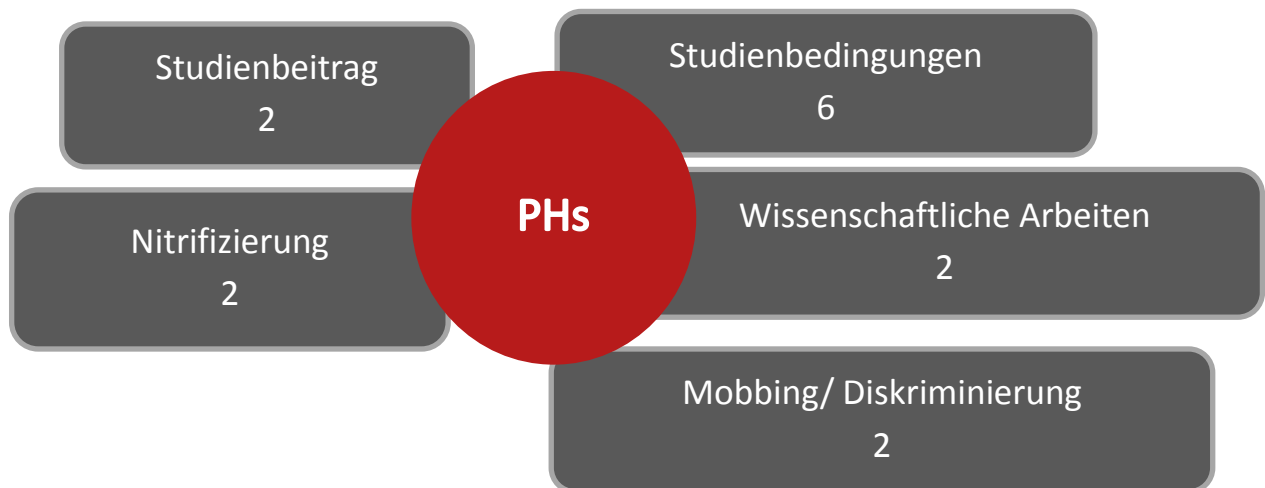 Studienbeitrag
2
Studienbedingungen
6
Nitrifizierung
2
PHs
Wissenschaftliche Arbeiten
2
Mobbing/ Diskriminierung
2